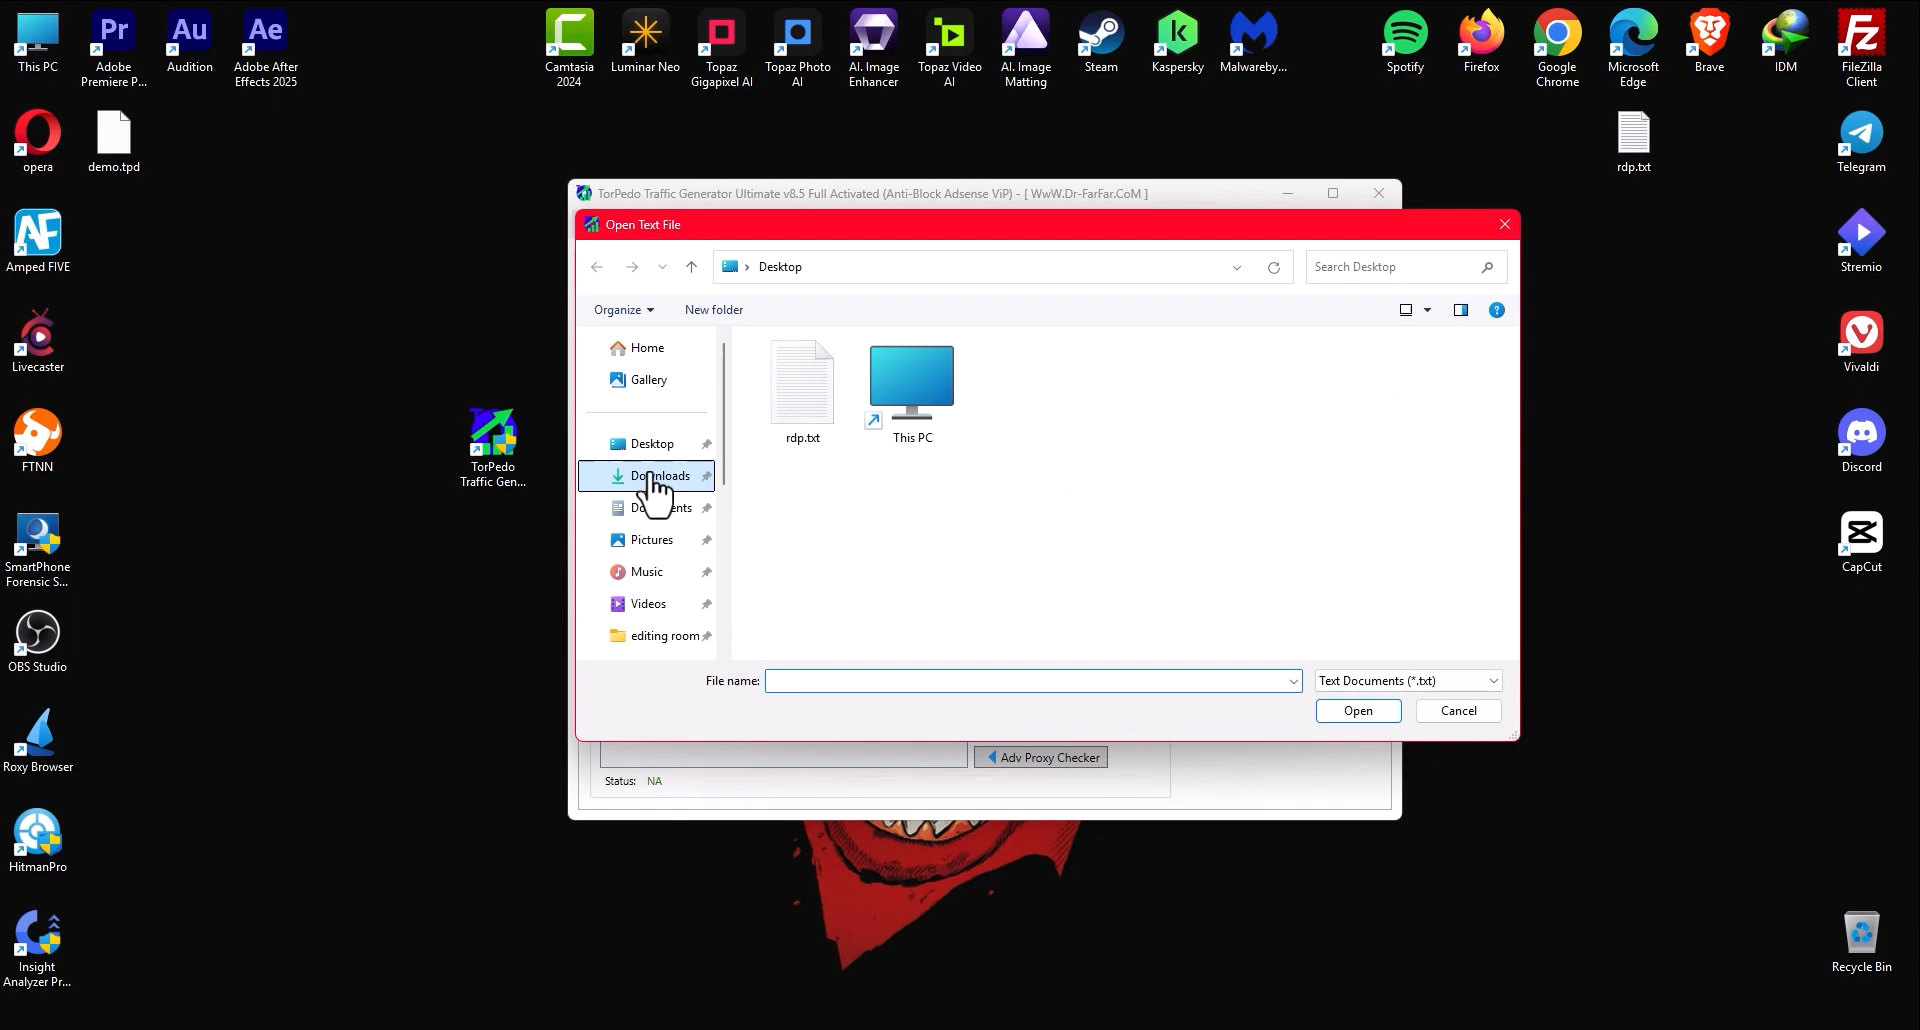 This PC
Adobe
Premiere P...
Audition
Adobe After
Effects 2025
Camtasia
2024
Luminar Neo
Topaz
Gigapixel AI
Topaz Photo
AI
AI. Image
Enhancer
Topaz Video
AI
AI. Image
Matting
Steam
Kaspersky
Malwareby...
Spotify
Firefox
Google
Chrome
Microsoft
Edge
Brave
IDM
FileZilla
Client
opera
demo.tpd
rdp.txt
Telegram
Amped FIVE
Stremio
Livecaster
Vivaldi
FTNN
TorPedo
Traffic Gen...
Discord
SmartPhone
Forensic S...
CapCut
OBS Studio
Roxy Browser
HitmanPro
Insight
Analyzer Pr...
Recycle Bin
TorPedo Traffic Generator Ultimate v8.5 Full Activated (Anti-Block Adsense ViP) - [ WwW.Dr-FarFar.CoM ]
Open Text File
Desktop
Search Desktop
Organize
New folder
Home
Gallery
Desktop
Downloads
Documents
Pictures
Music
Videos
editing room
rdp.txt
This PC
File name:
Text Documents (*.txt)
Open
Cancel
Adv Proxy Checker
Status: NA